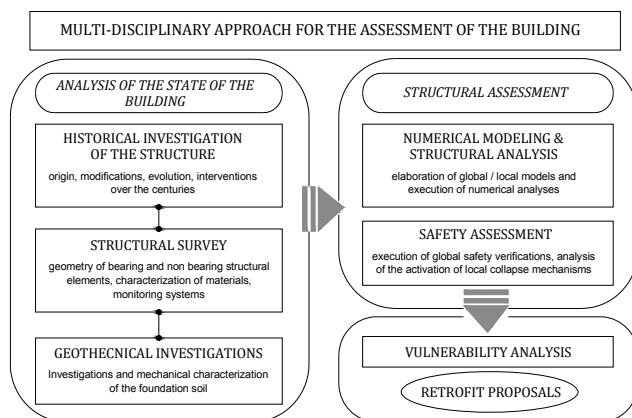 MULTI-DISCIPLINARY APPROACH FOR THE ASSESSMENT OF THE BUILDING
ANALYSIS OF THE STATE OF THE
BUILDING
HISTORICAL INVESTIGATION
OF THE STRUCTURE
origin, modifications, evolution, interventions
over the centuries
STRUCTURAL SURVEY
geometry of bearing and non bearing structural
elements, characterization of materials,
monitoring systems
GEOTHECNICAL INVESTIGATIONS
Investigations and mechanical characterization
of the foundation soil
STRUCTURAL ASSESSMENT
NUMERICAL MODELING &
STRUCTURAL ANALYSIS
elaboration of global / local models and
execution of numerical analyses
SAFETY ASSESSMENT
execution of global safety verifications, analysis
of the activation of local collapse mechanisms
VULNERABILITY ANALYSIS
RETROFIT PROPOSALS